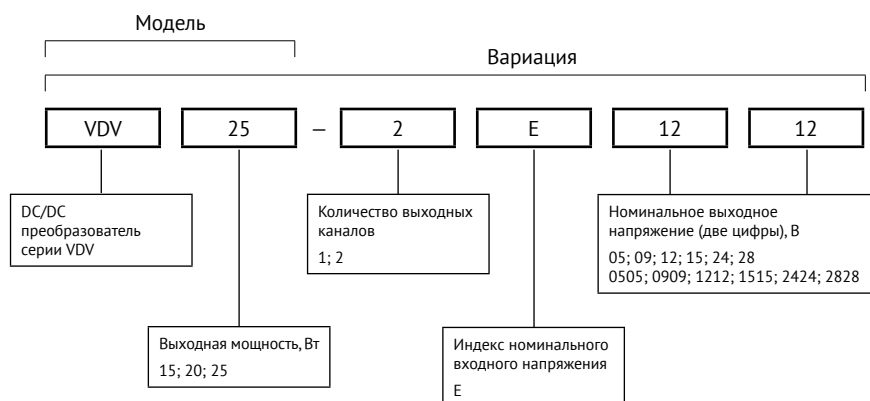 Модель
Вариация
VDV 25 – 2 E 12 12
DC/DC
преобразователь
серии VDV
Количество выходных
каналов
1; 2
Номинальное выходное
напряжение (две цифры), В
05; 09; 12; 15; 24; 28
0505; 0909; 1212; 1515; 2424; 2828
Выходная мощность, Вт
15; 20; 25
Индекс номинального
входного напряжения
E